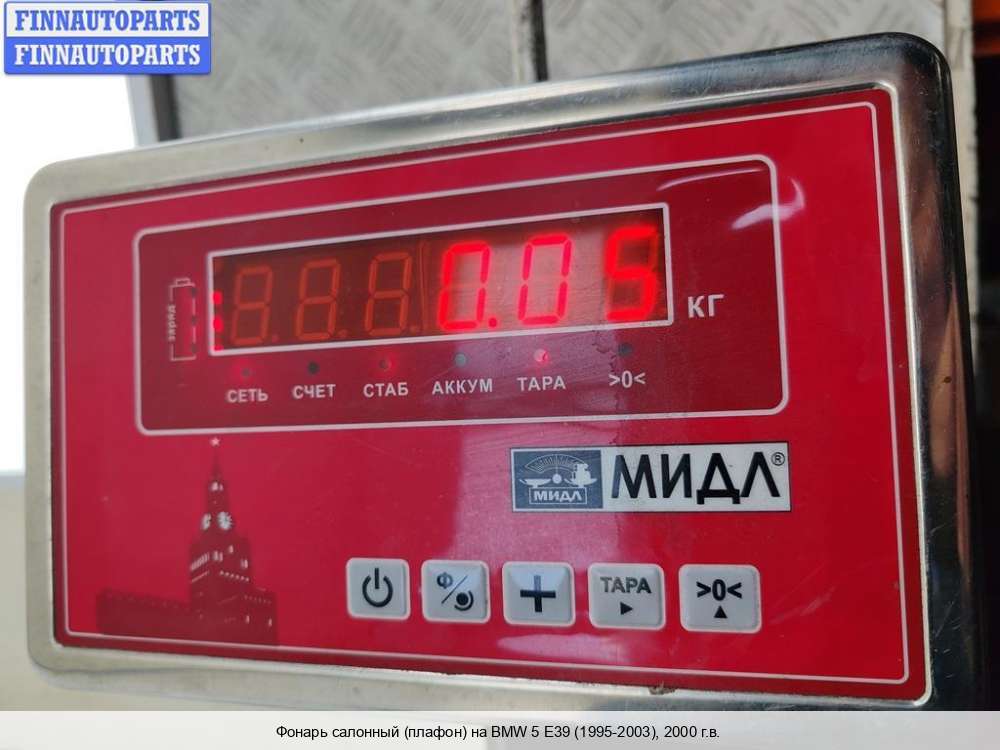 FINNAUTOPARTS
FINNAUTOPARTS
0.05 КГ
заряд
СЕТЬ СЧЕТ СТАБ АККУМ ТАРА >0<
МИДЛ МИДЛ®
Ф ТАРА >0<
Фонарь салонный (плафон) на BMW 5 E39 (1995-2003), 2000 г.в.